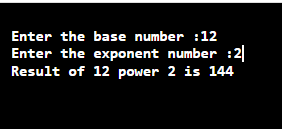 Enter the base number :12
Enter the exponent number :2
Result of 12 power 2 is 144